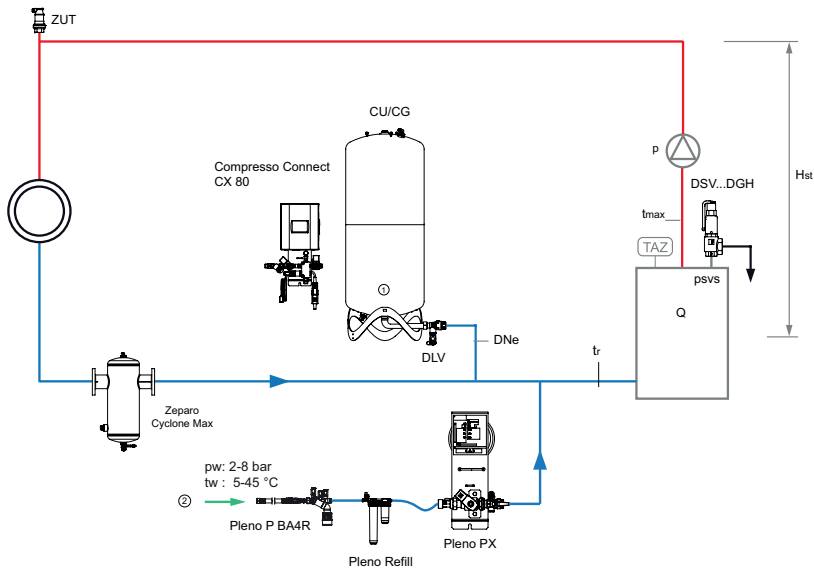 ZUT
CU/CG
Compresso Connect
CX 80
p
DSV...DGH
Hst
tmax
TAZ
psvs
Q
1
DLV
DNe
tr
Zeparo
Cyclone Max
pw: 2-8 bar
tw : 5-45 °C
2
Pleno P BA4R
Pleno Refill
Pleno PX